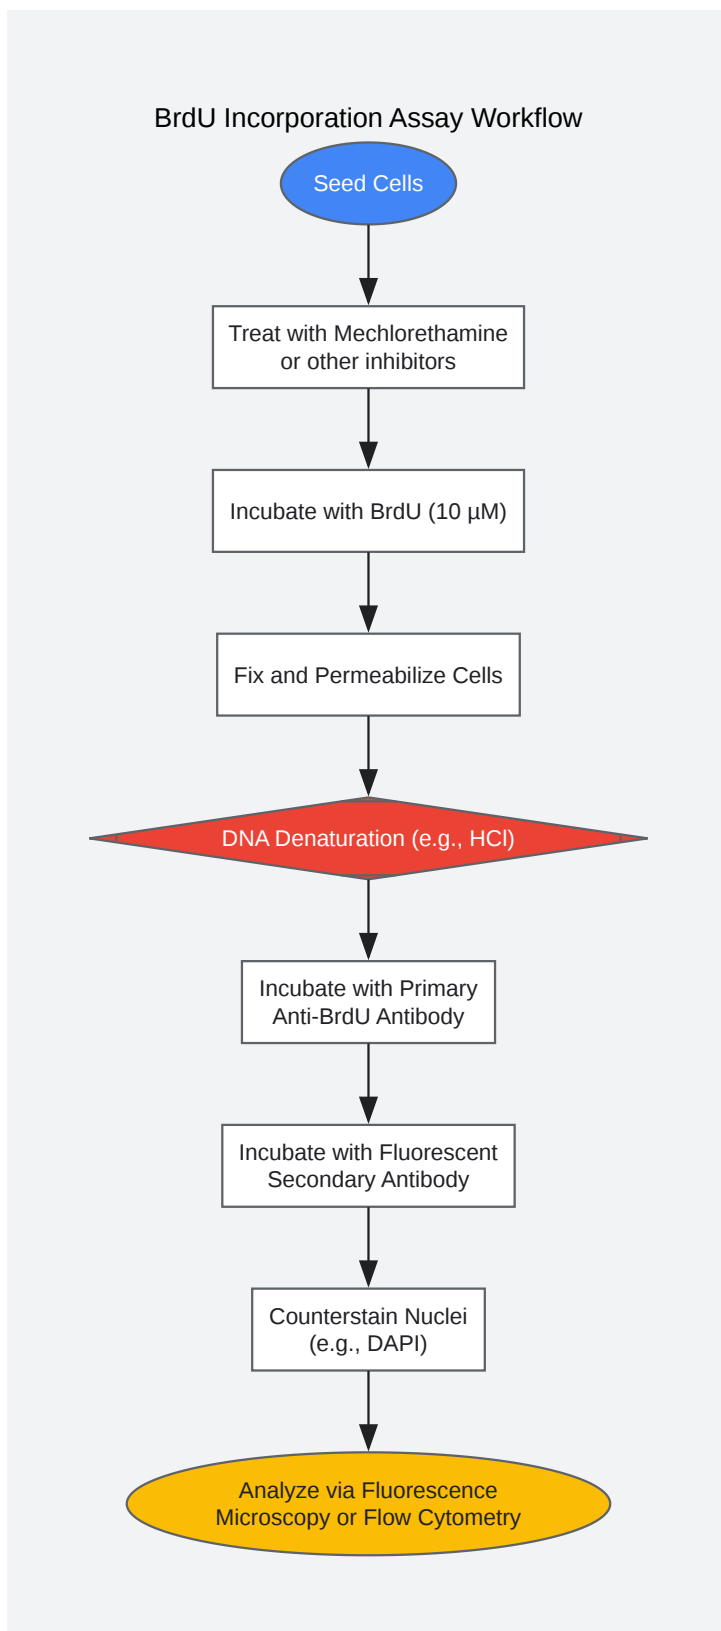 BrdU Incorporation Assay Workflow
Seed Cells
Treat with Mechlorethamine
or other inhibitors
Incubate with BrdU (10 µM)
Fix and Permeabilize Cells
DNA Denaturation (e.g., HCl)
Incubate with Primary
Anti-BrdU Antibody
Incubate with Fluorescent
Secondary Antibody
Counterstain Nuclei
(e.g., DAPI)
Analyze via Fluorescence
Microscopy or Flow Cytometry